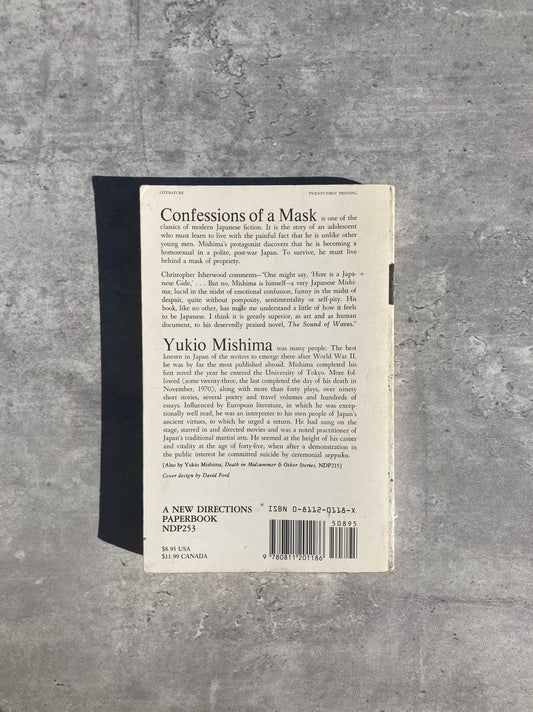 LITERATURE TWENTY-FIRST PRINTING
Confessions of a Mask is one of the
classics of modern Japanese fiction. It is the story of an adolescent
who must learn to live with the painful fact that he is unlike other
young men. Mishima's protagonist discovers that he is becoming a
homosexual in a polite, post-war Japan. To survive, he must live
behind a mask of propriety.
Christopher Isherwood comments—"One might say, 'Here is a Japa-
nese Gide,' . . . But no, Mishima is himself—a very Japanese Mishi-
ma; lucid in the midst of emotional confusion, funny in the midst of
despair, quite without pomposity, sentimentality or self-pity. His
book, like no other, has made me understand a little of how it feels
to be Japanese. I think it is greatly superior, as art and as human
document, to his deservedly praised novel, The Sound of Waves."
Yukio Mishima was many people. The best
known in Japan of the writers to emerge there after World War II,
he was by far the most published abroad. Mishima completed his
first novel the year he entered the University of Tokyo. More fol-
lowed (some twenty-three, the last completed the day of his death in
November, 1970), along with more than forty plays, over ninety
short stories, several poetry and travel volumes and hundreds of
essays. Influenced by European literature, in which he was excep-
tionally well read, he was an interpreter to his own people of Japan's
ancient virtues, to which he urged a return. He had sung on the
stage, starred in and directed movies and was a noted practitioner of
Japan's traditional martial arts. He seemed at the height of his career
and vitality at the age of forty-five, when after a demonstration in
the public interest he committed suicide by ceremonial seppuku.
[Also by Yukio Mishima; Death in Midsummer & Other Stories, NDP215]
Cover design by David Ford
A NEW DIRECTIONS
PAPERBOOK
NDP253
$8.95 USA
$11.99 CANADA
ISBN 0-8112-0118-X
50895
9 780811 201186